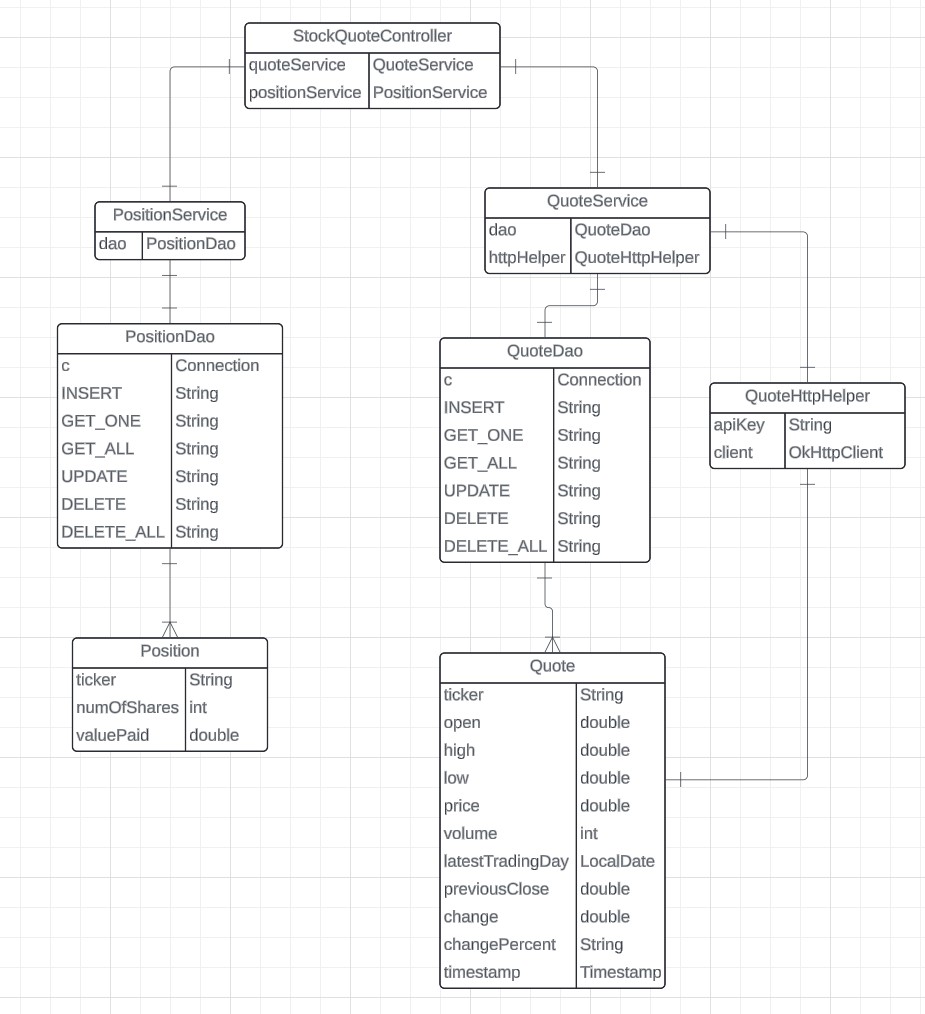 StockQuoteController
quoteService QuoteService
positionService PositionService
PositionService
dao PositionDao
QuoteService
dao QuoteDao
httpHelper QuoteHttpHelper
PositionDao
c Connection
INSERT String
GET_ONE String
GET_ALL String
UPDATE String
DELETE String
DELETE_ALL String
QuoteDao
c Connection
INSERT String
GET_ONE String
GET_ALL String
UPDATE String
DELETE String
DELETE_ALL String
QuoteHttpHelper
apiKey String
client OkHttpClient
Position
ticker String
numOfShares int
valuePaid double
Quote
ticker String
open double
high double
low double
price double
volume int
latestTradingDay LocalDate
previousClose double
change double
changePercent String
timestamp Timestamp